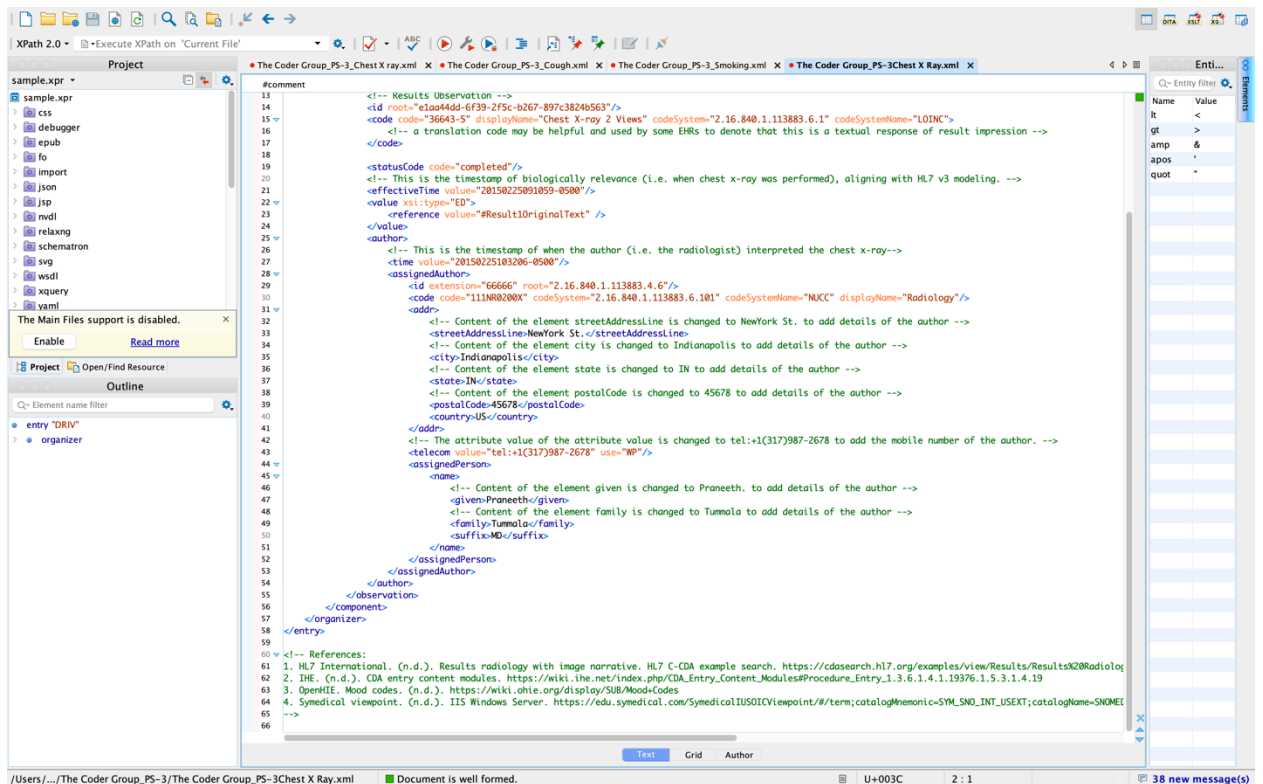 XPath 2.0
Execute XPath on 'Current File'
DITA
XSLT
XQ
ABC
Project
sample.xpr
sample.xpr
css
debugger
epub
fo
import
json
jsp
nvdl
relaxng
schematron
svg
wsdl
xquery
yaml
The Main Files support is disabled.
Enable Read more
Project Open/Find Resource
Outline
Element name filter
entry "DRIV"
organizer
The Coder Group_PS-3_Chest X ray.xml The Coder Group_PS-3_Cough.xml The Coder Group_PS-3_Smoking.xml The Coder Group_PS-3Chest X Ray.xml
#comment
13 <!-- Results Observation -->
14 <id root="e1aa44dd-6f39-2f5c-b267-897c3824b563"/>
15 <code code="36643-5" displayName="Chest X-ray 2 Views" codeSystem="2.16.840.1.113883.6.1" codeSystemName="LOINC">
16 <!-- a translation code may be helpful and used by some EHRs to denote that this is a textual response of result impression -->
17 </code>
18
19 <statusCode code="completed"/>
20 <!-- This is the timestamp of biologically relevance (i.e. when chest x-ray was performed), aligning with HL7 v3 modeling. -->
21 <effectiveTime value="20150225091059-0500"/>
22 <value xsi:type="ED">
23 <reference value="#Result1OriginalText" />
24 </value>
25 <author>
26 <!-- This is the timestamp of when the author (i.e. the radiologist) interpreted the chest x-ray-->
27 <time value="20150225103206-0500"/>
28 <assignedAuthor>
29 <id extension="66666" root="2.16.840.1.113883.4.6"/>
30 <code code="111NR0200X" codeSystem="2.16.840.1.113883.6.101" codeSystemName="NUCC" displayName="Radiology"/>
31 <addr>
32 <!-- Content of the element streetAddressLine is changed to NewYork St. to add details of the author -->
33 <streetAddressLine>NewYork St.</streetAddressLine>
34 <!-- Content of the element city is changed to Indianapolis to add details of the author -->
35 <city>Indianapolis</city>
36 <!-- Content of the element state is changed to IN to add details of the author -->
37 <state>IN</state>
38 <!-- Content of the element postalCode is changed to 45678 to add details of the author -->
39 <postalCode>45678</postalCode>
40 <country>US</country>
41 </addr>
42 <!-- The attribute value of the attribute value is changed to tel:+1(317)987-2678 to add the mobile number of the author. -->
43 <telecom value="tel:+1(317)987-2678" use="WP"/>
44 <assignedPerson>
45 <name>
46 <!-- Content of the element given is changed to Praneeth. to add details of the author -->
47 <given>Praneeth</given>
48 <!-- Content of the element family is changed to Tummala to add details of the author -->
49 <family>Tummala</family>
50 <suffix>MD</suffix>
51 </name>
52 </assignedPerson>
53 </assignedAuthor>
54 </author>
55 </observation>
56 </component>
57 </organizer>
58 </entry>
59
60 <!-- References:
61 1. HL7 International. (n.d.). Results radiology with image narrative. HL7 C-CDA example search. https://cdasearch.hl7.org/examples/view/Results/Results%20Radiolog
62 2. IHE. (n.d.). CDA entry content modules. https://wiki.ihe.net/index.php/CDA_Entry_Content_Modules#Procedure_Entry_1.3.6.1.4.1.19376.1.5.3.1.4.19
63 3. OpenHIE. Mood codes. (n.d.). https://wiki.ohie.org/display/SUB/Mood+Codes
64 4. Symedical viewpoint. (n.d.). IIS Windows Server. https://edu.symedical.com/SymedicalIUSOICViewpoint/#/term;catalogMnemonic=SYM_SNO_INT_USEXT;catalogName=SNOMED
65 -->
66
Text Grid Author
Enti...
Entity filter
Name Value
lt <
gt >
amp &
apos '
quot "
Elements
/Users/.../The Coder Group_PS-3/The Coder Group_PS-3Chest X Ray.xml Document is well formed. U+003C 2 : 1 38 new message(s)